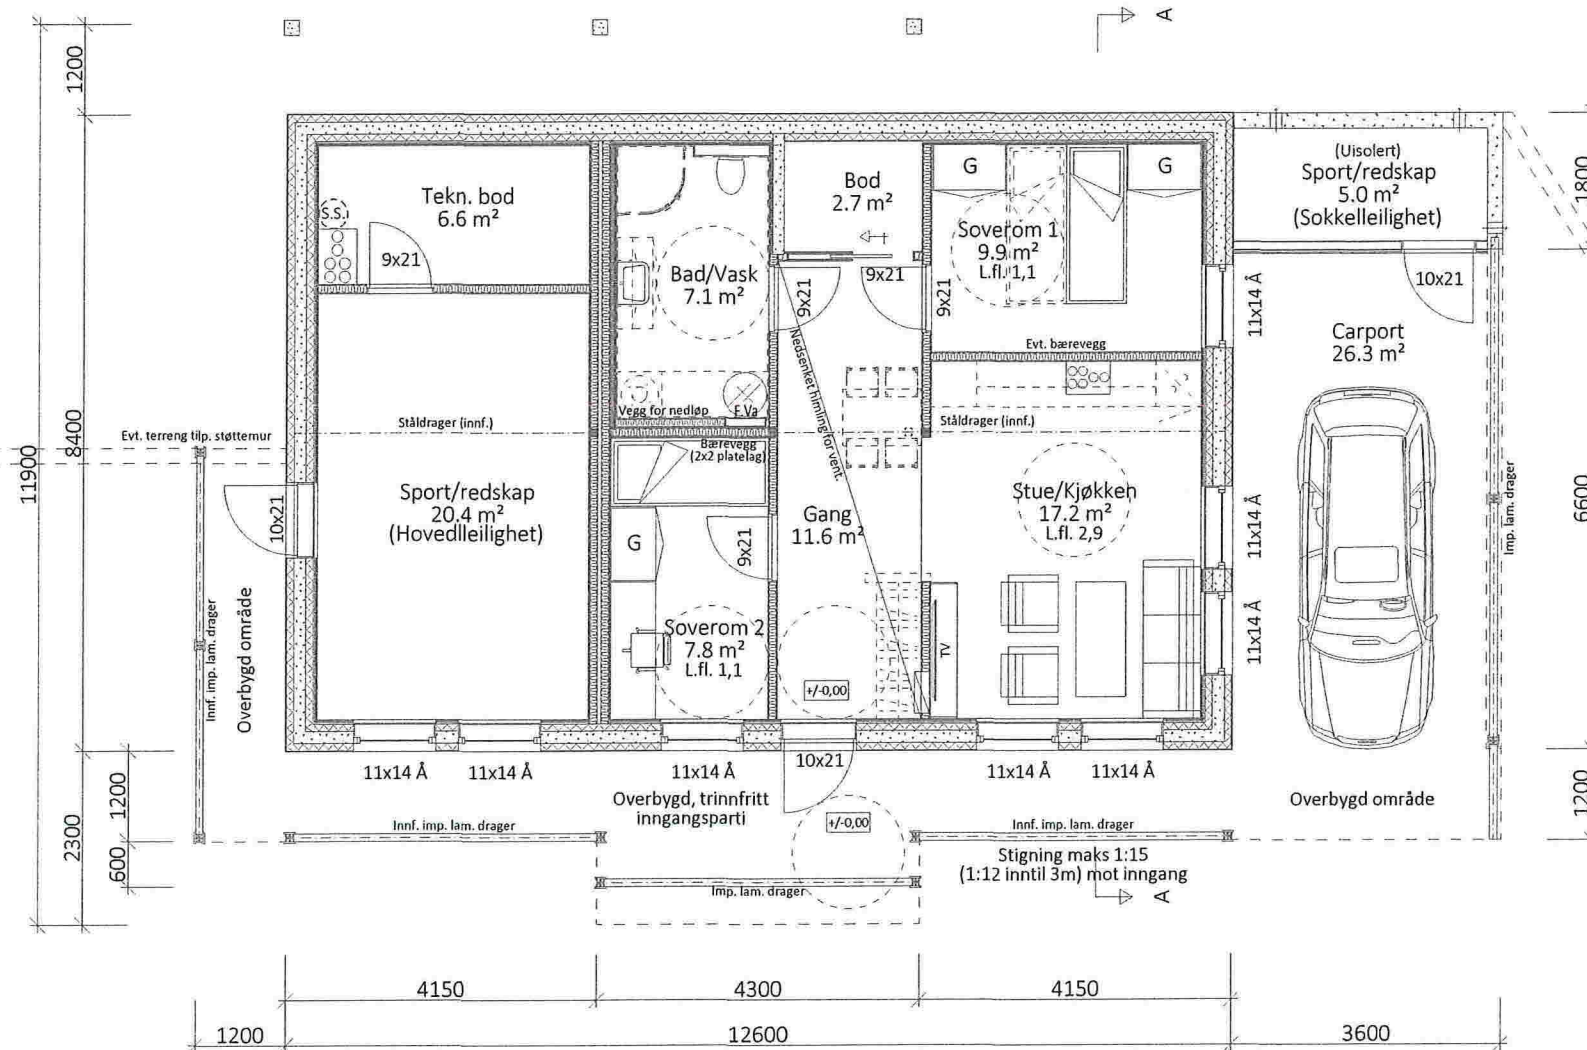 A
1200
11900
8400
2300
1200
600
Tekn. bod
6.6 m²
S.S.
9x21
Bad/Vask
7.1 m²
Bod
2.7 m²
9x21
9x21
9x21
G
G
Soverom 1
9.9 m²
L.fl. 1,1
(Uisolert)
Sport/redskap
5.0 m²
(Sokkelleilighet)
1800
10x21
11x14 Å
Carport
26.3 m²
Evt. bærevegg
Nedsenket himling for vent.
Vegg for nedløp
F.Va
Ståldrager (innf.)
Ståldrager (innf.)
Bærevegg
(2x2 platelag)
Evt. terreng tilp. støttemur
10x21
Sport/redskap
20.4 m²
(Hovedlleilighet)
Gang
11.6 m²
Stue/Kjøkken
17.2 m²
L.fl. 2,9
11x14 Å
11x14 Å
Imp. lam. drager
6600
G
9x21
Soverom 2
7.8 m²
L.fl. 1,1
TV
+/-0,00
Innf. imp. lam. drager
Overbygd område
11x14 Å
11x14 Å
11x14 Å
10x21
11x14 Å
11x14 Å
Overbygd, trinnfritt
inngangsparti
Overbygd område
1200
Innf. imp. lam. drager
+/-0,00
Innf. imp. lam. drager
Stigning maks 1:15
(1:12 inntil 3m) mot inngang
Imp. lam. drager
A
4150
4300
4150
1200
12600
3600